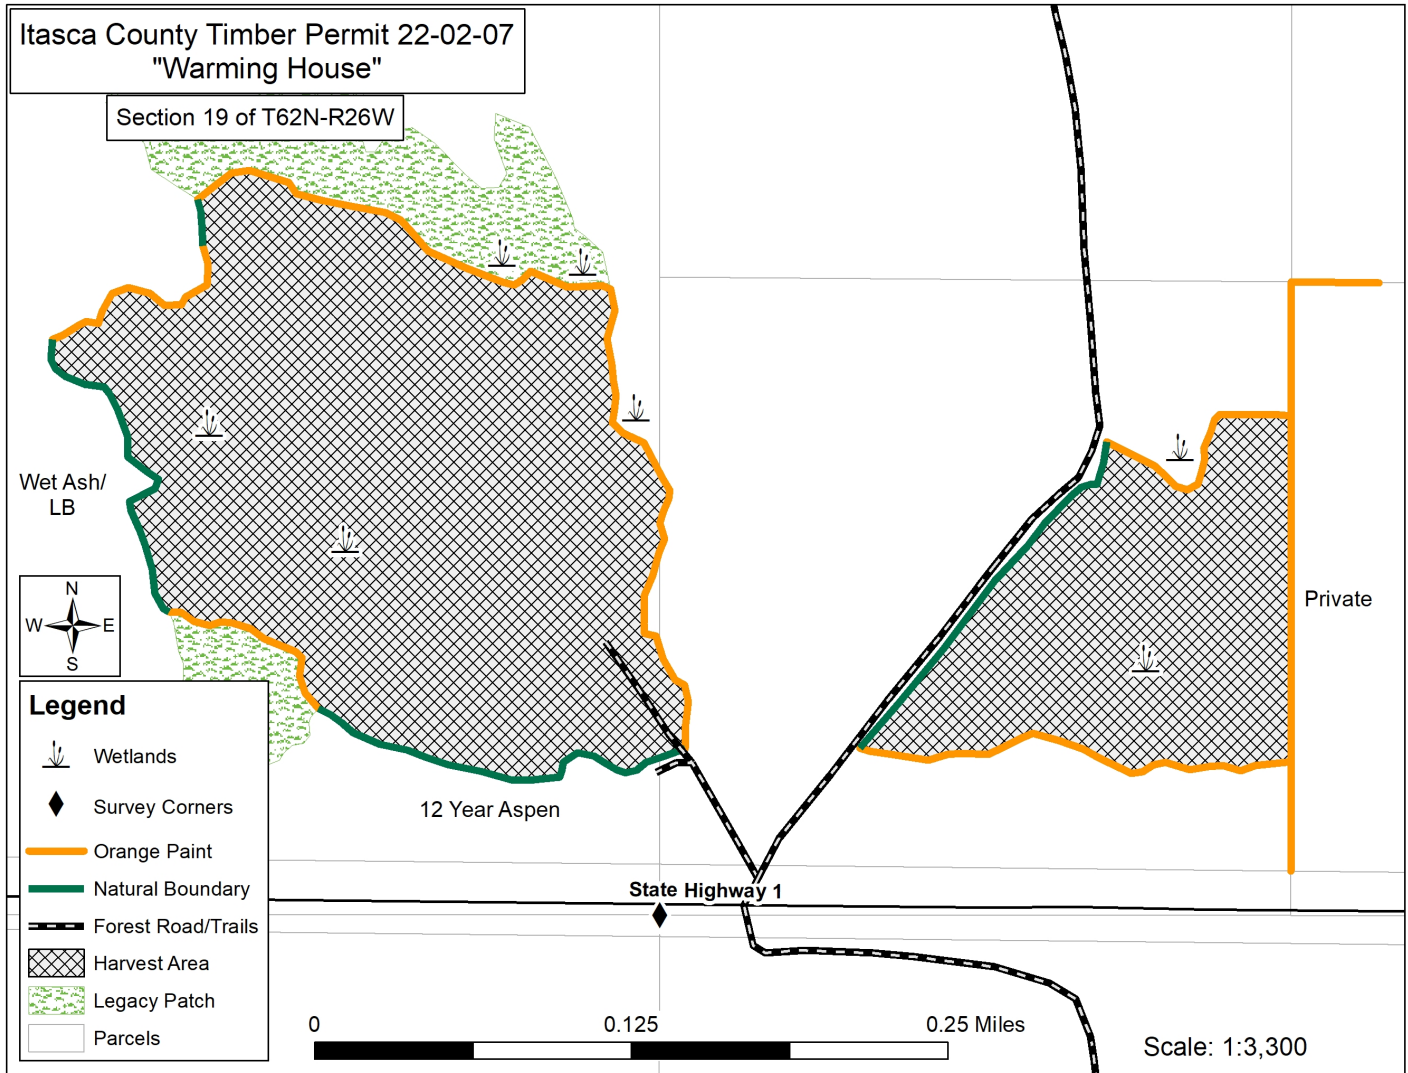 Itasca County Timber Permit 22-02-07
"Warming House"
Section 19 of T62N-R26W
Wet Ash/
LB
Private
N
W E
S
12 Year Aspen
State Highway 1
Legend
Wetlands
Survey Corners
Orange Paint
Natural Boundary
Forest Road/Trails
Harvest Area
Legacy Patch
Parcels
0 0.125 0.25 Miles
Scale: 1:3,300